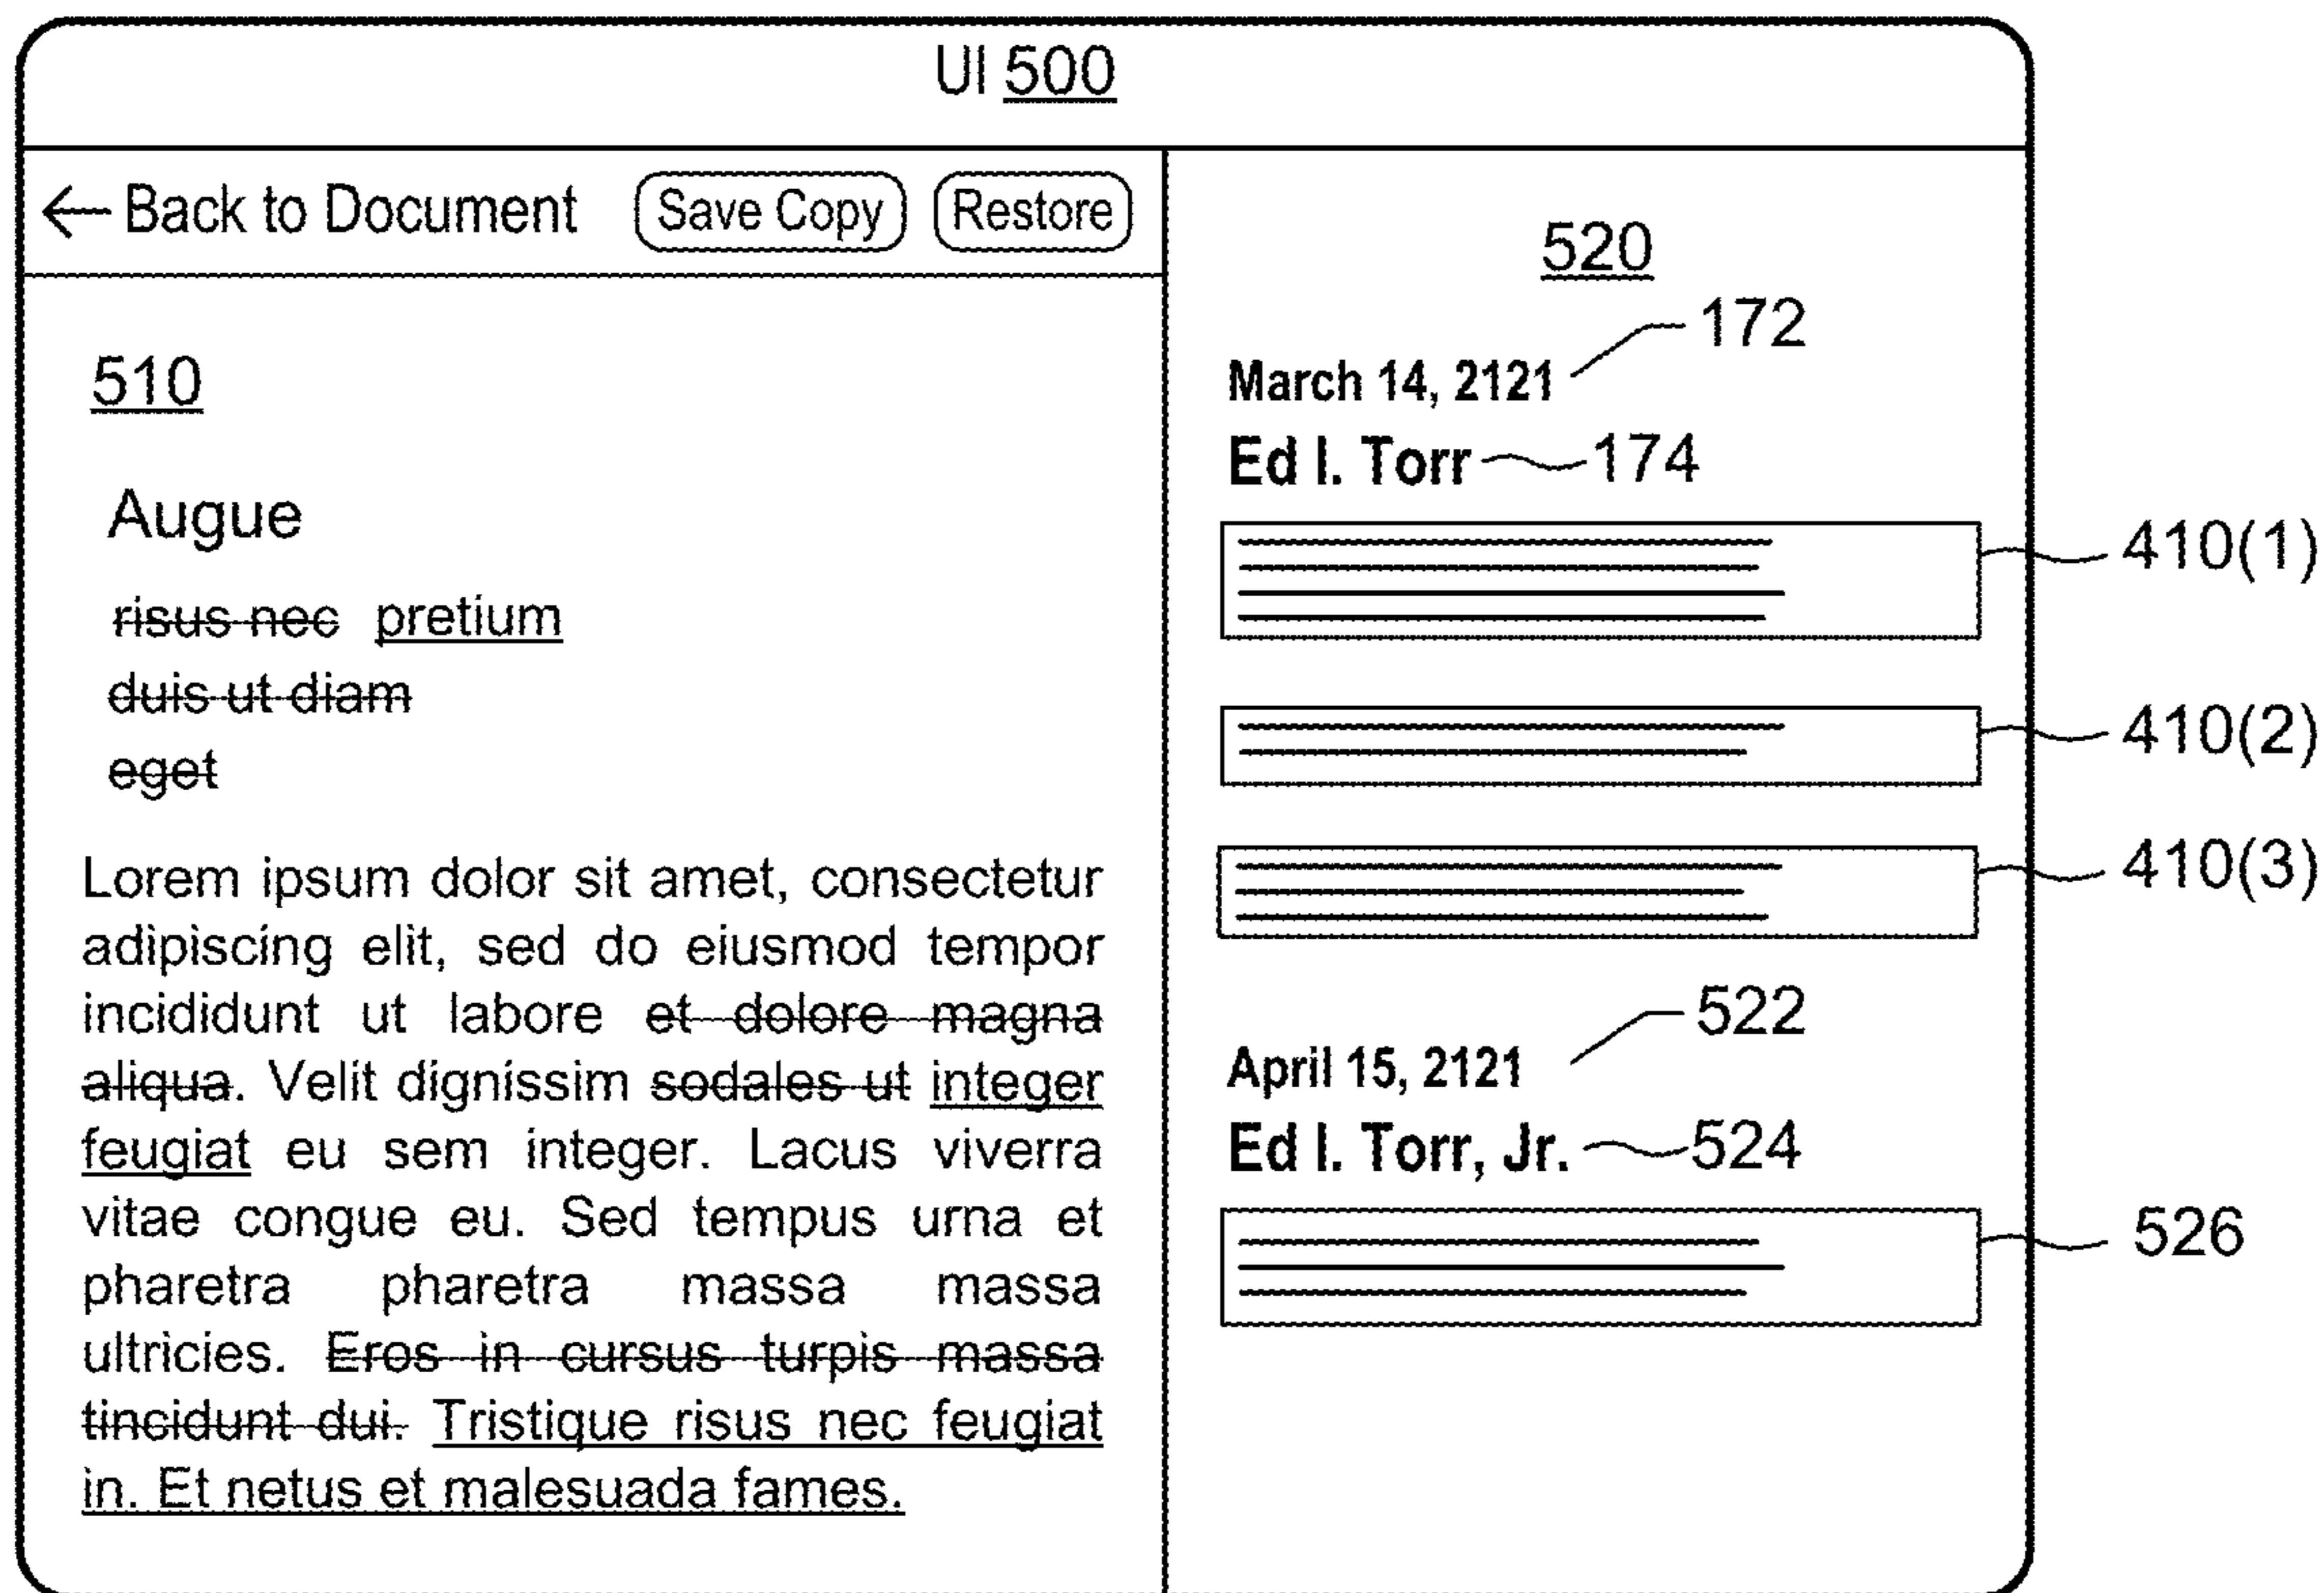 UI 500
← Back to Document Save Copy Restore
510
Augue
risus nec pretium
duis ut diam
eget
Lorem ipsum dolor sit amet, consectetur
adipiscing elit, sed do eiusmod tempor
incididunt ut labore et dolore magna
aliqua. Velit dignissim sodales ut integer
feugiat eu sem integer. Lacus viverra
vitae congue eu. Sed tempus urna et
pharetra pharetra massa massa
ultricies. Eros in cursus turpis massa
tincidunt dui. Tristique risus nec feugiat
in. Et netus et malesuada fames.
520
172
March 14, 2121
Ed I. Torr 174
410(1)
410(2)
410(3)
522
April 15, 2121
Ed I. Torr, Jr. 524
526